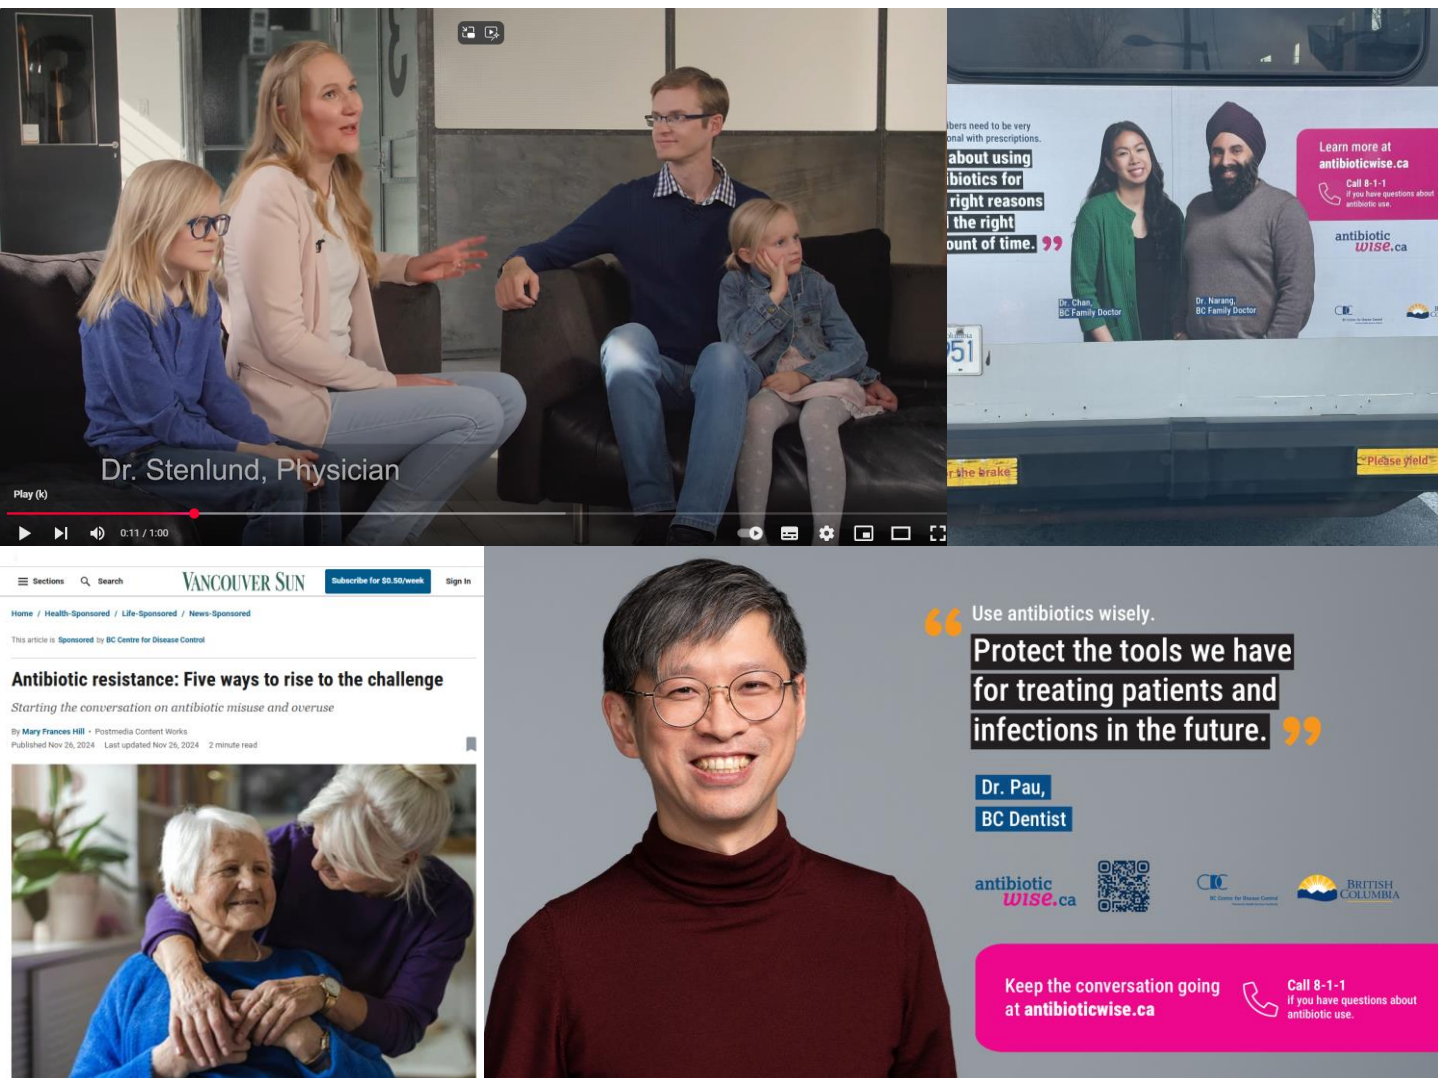 Dr. Stenlund, Physician
Play (k)
0:11 / 1:00
bers need to be very
onal with prescriptions.
about using
ibiotics for
right reasons
the right
ount of time. ”
Dr. Chan,
BC Family Doctor
Dr. Narang,
BC Family Doctor
Learn more at
antibioticwise.ca
Call 8-1-1
if you have questions about
antibiotic use.
antibiotic
wise.ca
951
r the brake
Please yield
Sections
Search
VANCOUVER SUN
Subscribe for $0.50/week
Sign In
Home / Health-Sponsored / Life-Sponsored / News-Sponsored
This article is Sponsored by BC Centre for Disease Control
Antibiotic resistance: Five ways to rise to the challenge
Starting the conversation on antibiotic misuse and overuse
By Mary Frances Hill • Postmedia Content Works
Published Nov 26, 2024 Last updated Nov 26, 2024 2 minute read
“ Use antibiotics wisely.
Protect the tools we have
for treating patients and
infections in the future. ”
Dr. Pau,
BC Dentist
antibiotic
wise.ca
BC Centre for Disease Control
BRITISH
COLUMBIA
Keep the conversation going
at antibioticwise.ca
Call 8-1-1
if you have questions about
antibiotic use.